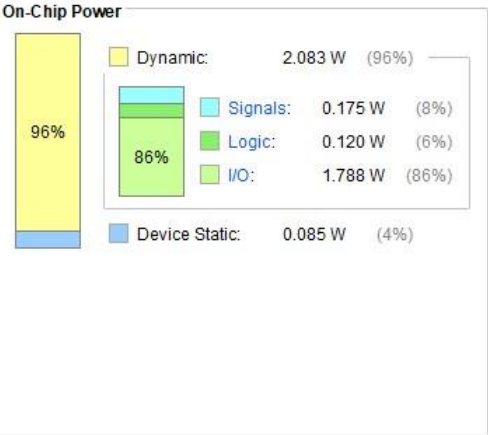 On-Chip Power
Dynamic: 2.083 W (96%)
96%
Signals: 0.175 W (8%)
Logic: 0.120 W (6%)
86%
I/O: 1.788 W (86%)
Device Static: 0.085 W (4%)